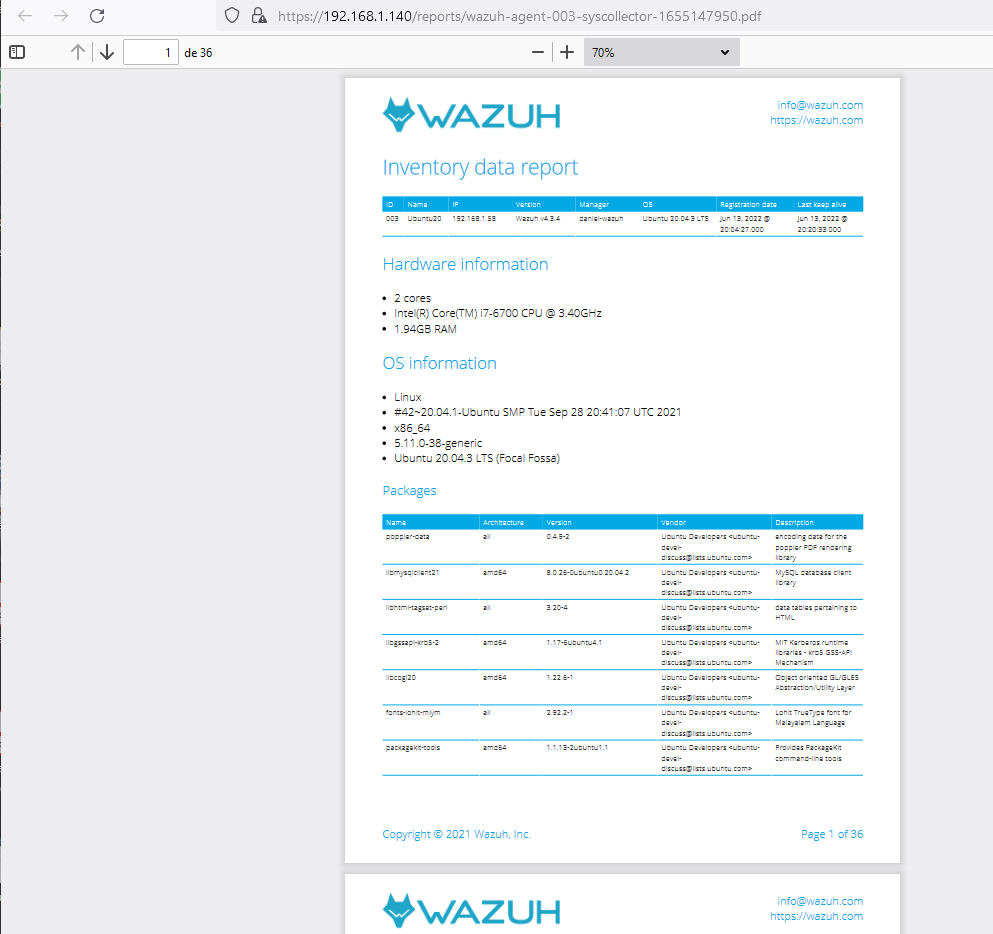 https://192.168.1.140/reports/wazuh-agent-003-syscollector-1655147950.pdf
1 de 36 70%
WAZUH info@wazuh.com
https://wazuh.com
Inventory data report
ID Name IP Version Manager OS Registration date Last keep alive
003 Ubuntu20 192.168.1.58 Wazuh v4.3.4 daniel-wazuh Ubuntu 20.04.3 LTS Jun 13, 2022 @ Jun 13, 2022 @
20:04:27.000 20:20:33.000
Hardware information
• 2 cores
• Intel(R) Core(TM) i7-6700 CPU @ 3.40GHz
• 1.94GB RAM
OS information
• Linux
• #42~20.04.1-Ubuntu SMP Tue Sep 28 20:41:07 UTC 2021
• x86_64
• 5.11.0-38-generic
• Ubuntu 20.04.3 LTS (Focal Fossa)
Packages
Name Architecture Version Vendor Description
poppler-data all 0.4.9-2 Ubuntu Developers <ubuntu- encoding data for the
devel- poppler PDF rendering
discuss@lists.ubuntu.com> library
libmysqlclient21 amd64 8.0.26-0ubuntu0.20.04.2 Ubuntu Developers <ubuntu- MySQL database client
devel- library
discuss@lists.ubuntu.com>
libhtml-tagset-perl all 3.20-4 Ubuntu Developers <ubuntu- data tables pertaining to
devel- HTML
discuss@lists.ubuntu.com>
libgssapi-krb5-2 amd64 1.17-6ubuntu4.1 Ubuntu Developers <ubuntu- MIT Kerberos runtime
devel- libraries - krb5 GSS-API
discuss@lists.ubuntu.com> Mechanism
libcogl20 amd64 1.22.6-1 Ubuntu Developers <ubuntu- Object oriented GL/GLES
devel- Abstraction/Utility Layer
discuss@lists.ubuntu.com>
fonts-lohit-mlym all 2.92.2-1 Ubuntu Developers <ubuntu- Lohit TrueType font for
devel- Malayalam Language
discuss@lists.ubuntu.com>
packagekit-tools amd64 1.1.13-2ubuntu1.1 Ubuntu Developers <ubuntu- Provides PackageKit
devel- command-line tools
discuss@lists.ubuntu.com>
Copyright © 2021 Wazuh, Inc. Page 1 of 36
WAZUH info@wazuh.com
https://wazuh.com